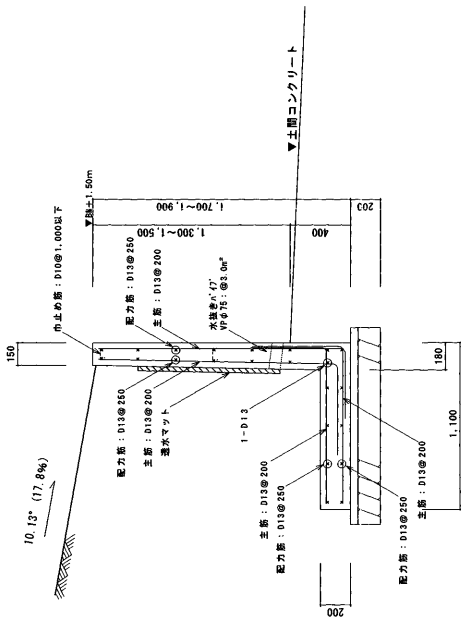 10.13° (17.8%)
150
巾止め筋：D10@1,000以下
▼BM±1.50m
配力筋：D13@250
主筋：D13@200
水抜きパイプ
VPφ75：@3.0m²
▼土間コンクリート
1,300～1,500
1,700～1,900
400
配力筋：D13@250
主筋：D13@200
透水マット
1-D13
主筋：D13@200
配力筋：D13@250
200
配力筋：D13@250
主筋：D13@200
180
1,100